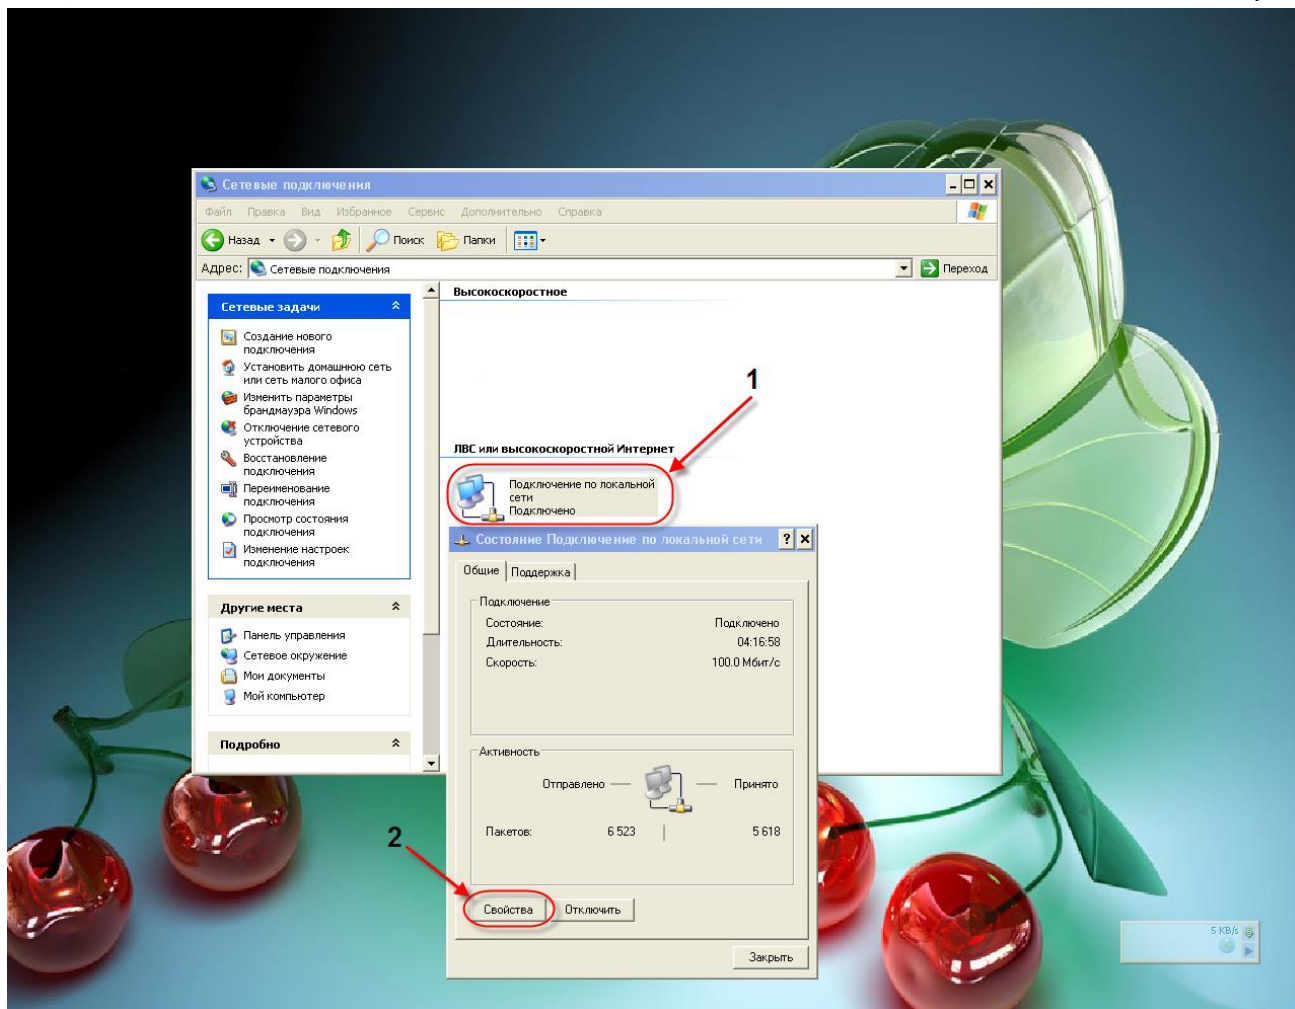 Сетевые подключения
Файл Правка Вид Избранное Сервис Дополнительно Справка
Назад Поиск Папки
Адрес: Сетевые подключения Переход
Сетевые задачи
Создание нового
подключения
Установить домашнюю сеть
или сеть малого офиса
Изменить параметры
брандмауэра Windows
Отключение сетевого
устройства
Восстановление
подключения
Переименование
подключения
Просмотр состояния
подключения
Изменение настроек
подключения
Другие места
Панель управления
Сетевое окружение
Мои документы
Мой компьютер
Подробно
Высокоскоростное
1
ЛВС или высокоскоростной Интернет
Подключение по локальной
сети
Подключено
Состояние Подключение по локальной сети
Общие Поддержка
Подключение
Состояние: Подключено
Длительность: 04:16:58
Скорость: 100.0 Мбит/с
Активность
Отправлено — — Принято
Пакетов: 6 523 5 618
2
Свойства Отключить
Закрыть
5 KB/s